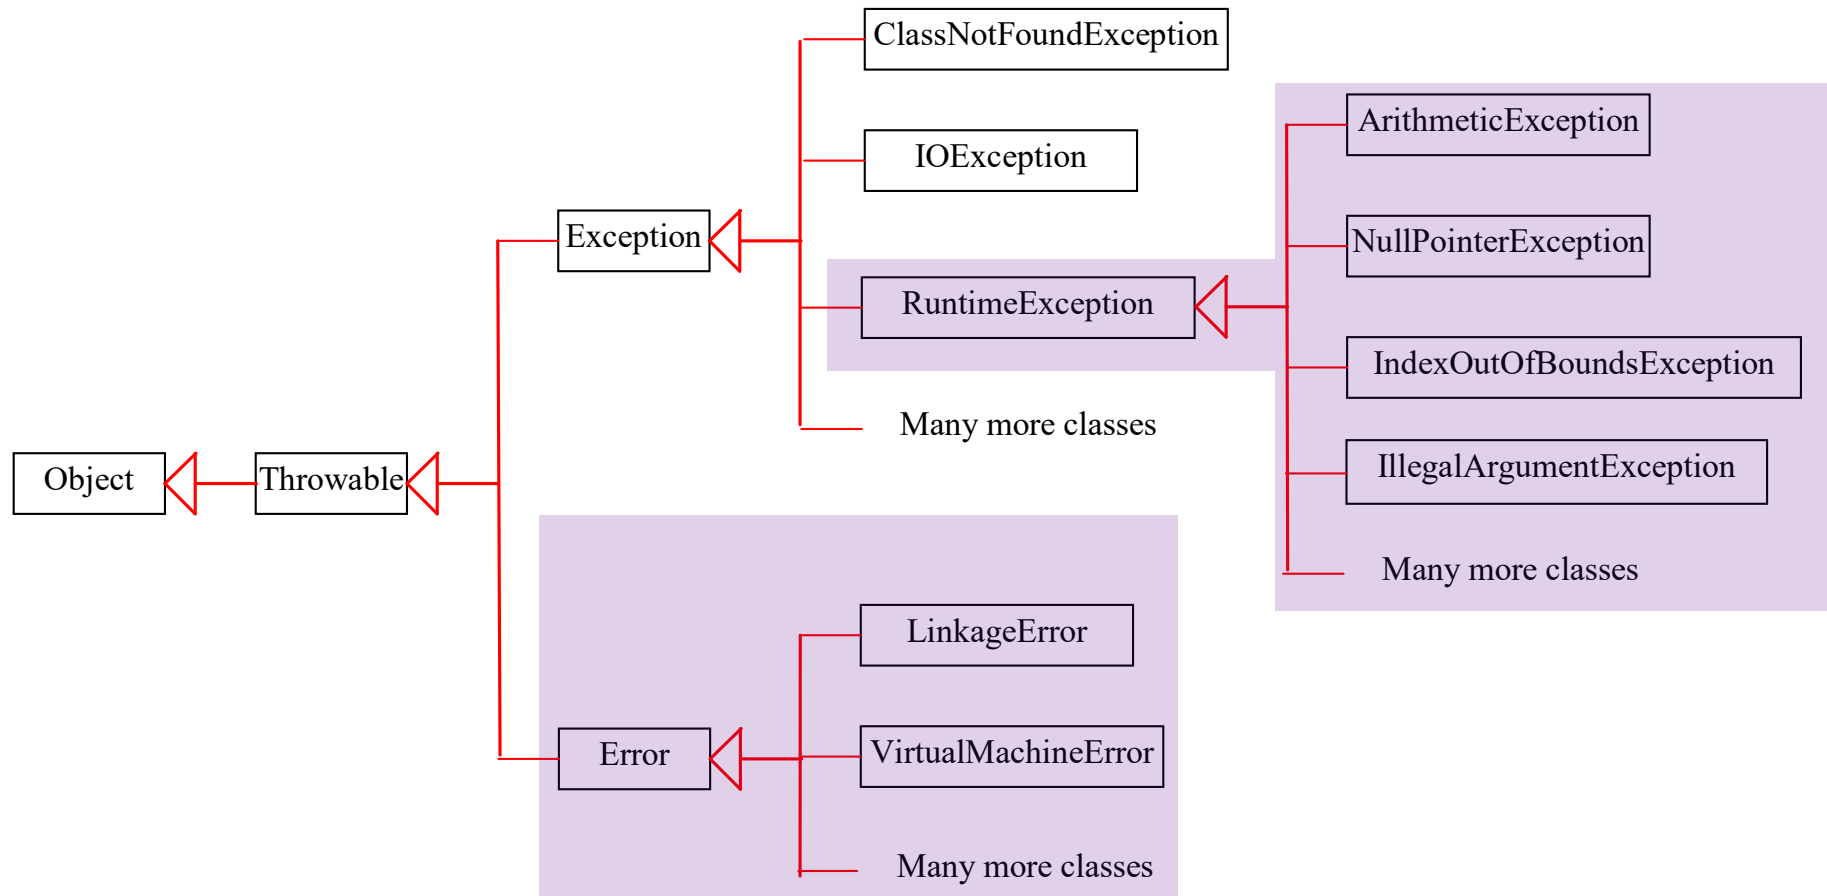 ClassNotFoundException
ArithmeticException
IOException
Exception
NullPointerException
RuntimeException
IndexOutOfBoundsException
Many more classes
IllegalArgumentException
Object
Throwable
Many more classes
LinkageError
Error
VirtualMachineError
Many more classes